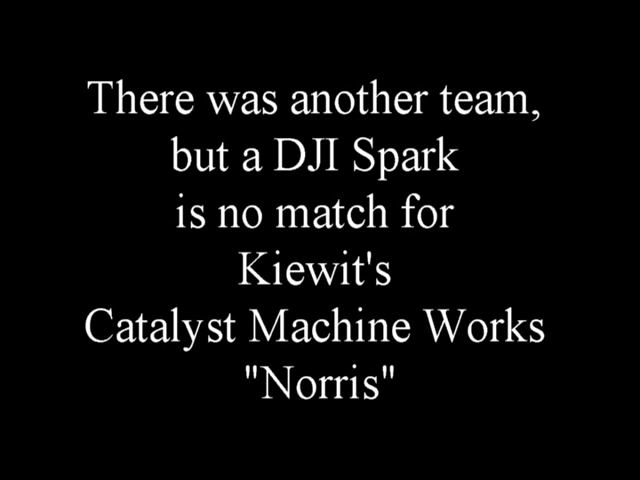 There was another team,
but a DJI Spark
is no match for
Kiewit's
Catalyst Machine Works
"Norris"